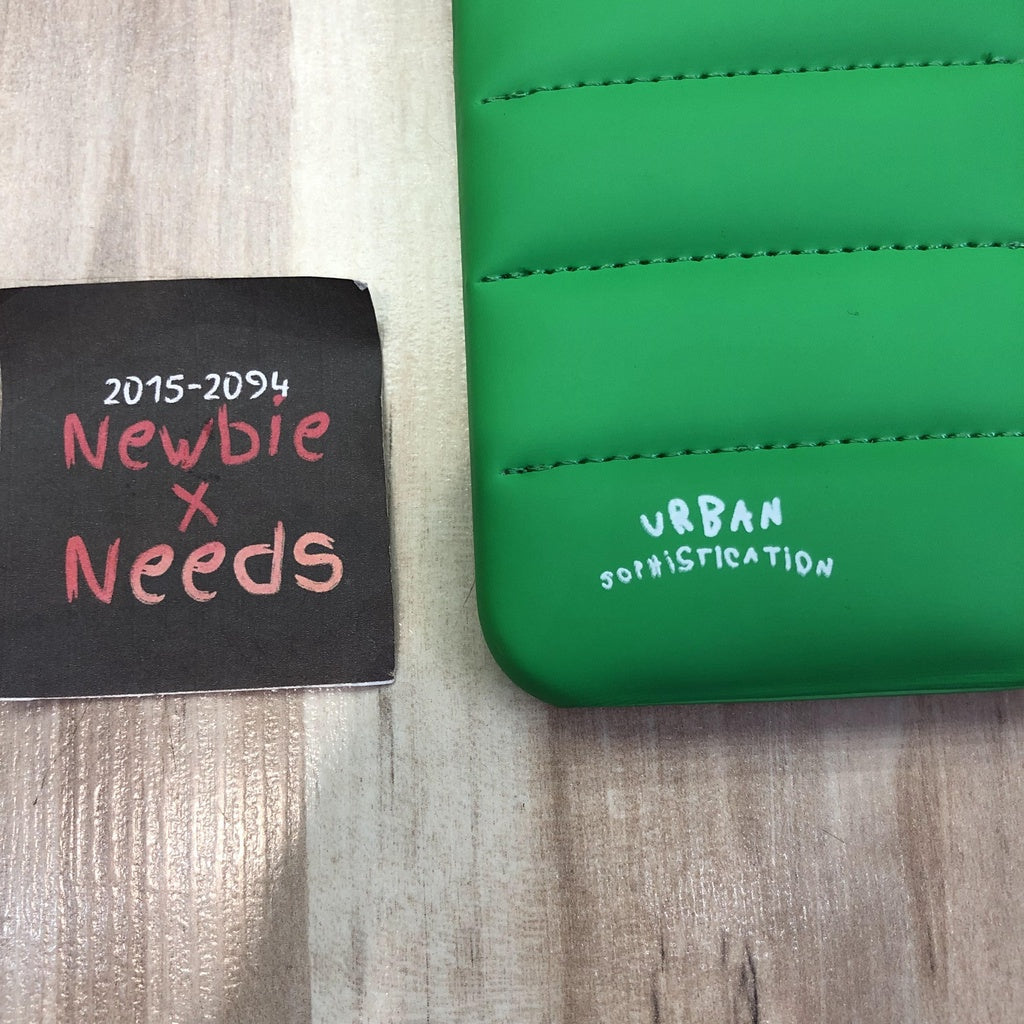 2015-2094
Newbie
x
Needs
URBAN
SOPHISTICATION